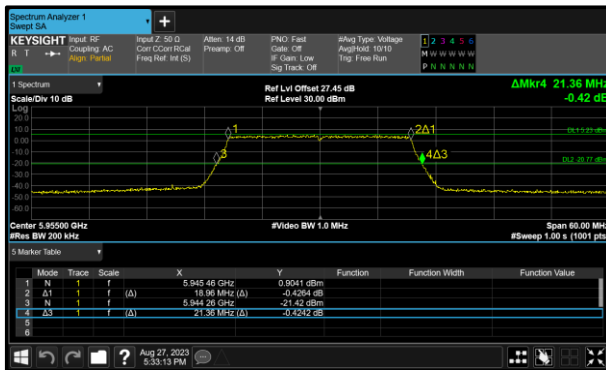 Spectrum Analyzer 1
Swept SA
KEYSIGHT Input: RF Input Z: 50 Ω Atten: 14 dB PNO: Fast #Avg Type: Voltage 1 2 3 4 5 6
R T Coupling: AC Corr CCorr RCal Preamp: Off Gate: Off Avg|Hold: 10/10 M W W W W W
Align: Partial Freq Ref: Int (S) IF Gain: Low Trig: Free Run
Sig Track: Off P N N N N N
1 Spectrum Ref Lvl Offset 27.45 dB ΔMkr4 21.36 MHz
Scale/Div 10 dB Ref Level 30.00 dBm -0.42 dB
Log
20.0
10.0
1
2Δ1
DL1 5.23 dBm
0.00
-10.0
3
4Δ3
-20.0
DL2 -20.77 dBm
-30.0
-40.0
-50.0
-60.0
Center 5.95500 GHz #Video BW 1.0 MHz Span 60.00 MHz
#Res BW 200 kHz #Sweep 1.00 s (1001 pts)
5 Marker Table
Mode Trace Scale X Y Function Function Width Function Value
1 N 1 f 5.945 46 GHz 0.9041 dBm
2 Δ1 1 f (Δ) 18.96 MHz (Δ) -0.4264 dB
3 N 1 f 5.944 26 GHz -21.42 dBm
4 Δ3 1 f (Δ) 21.36 MHz (Δ) -0.4242 dB
5
6
? Aug 27, 2023
5:33:13 PM